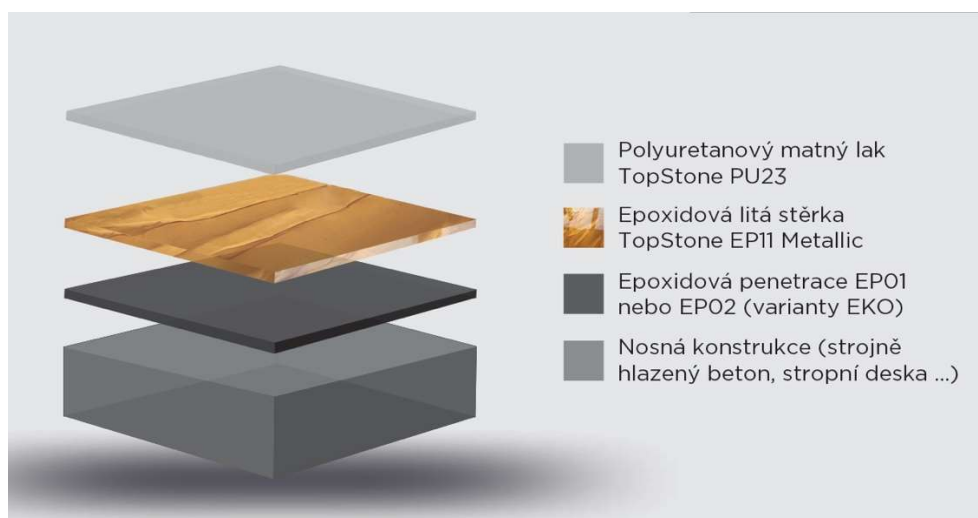 Polyuretanový matný lak
TopStone PU23
Epoxidová litá stěrka
TopStone EP11 Metallic
Epoxidová penetrace EP01
nebo EP02 (varianty EKO)
Nosná konstrukce (strojně
hlazený beton, stropní deska ...)